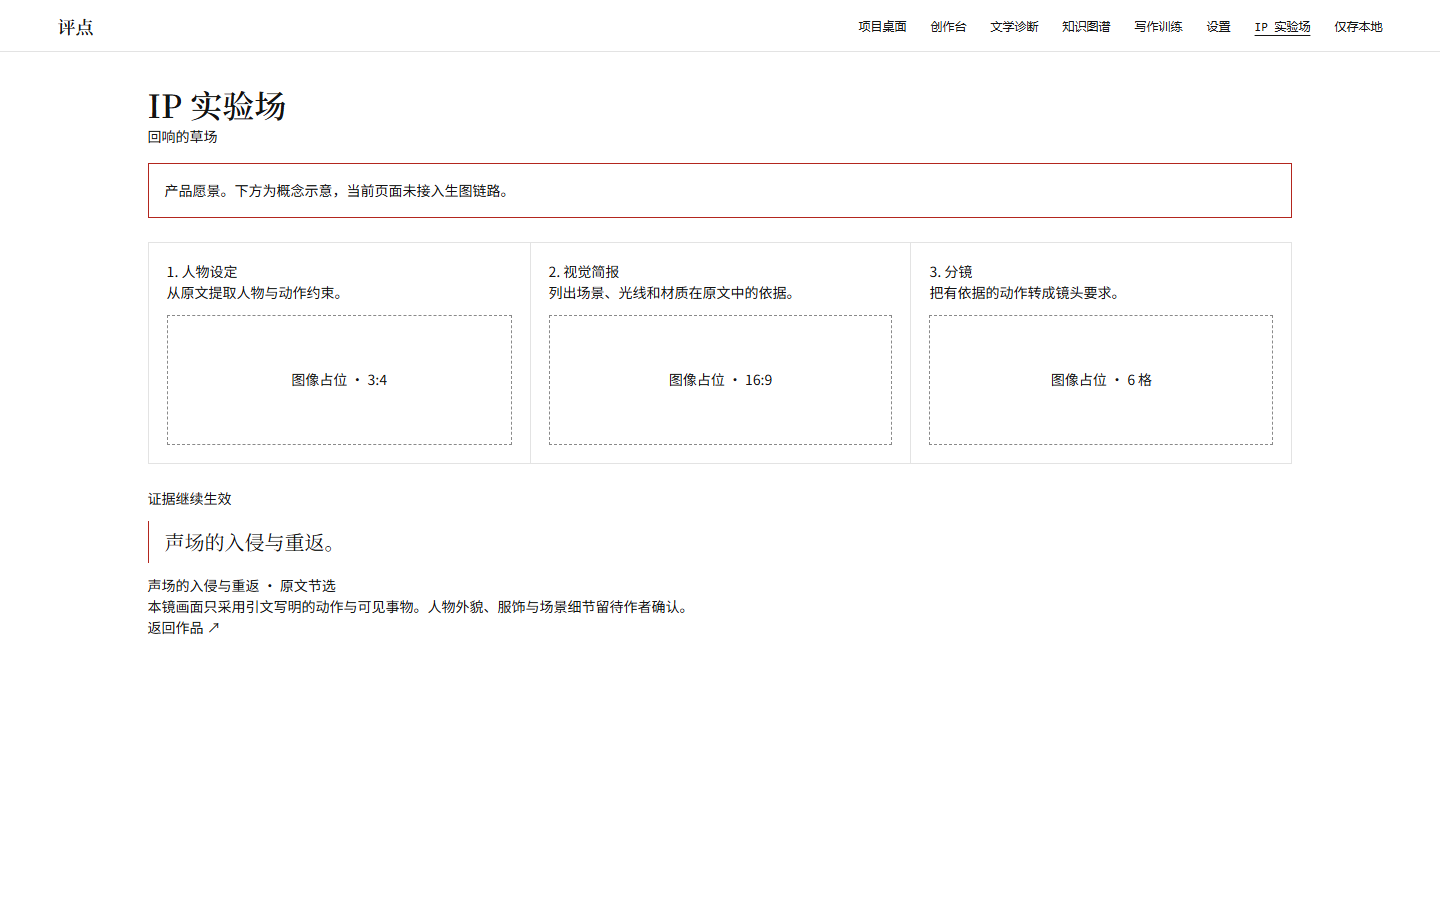 评点
项目桌面 创作台 文学诊断 知识图谱 写作训练 设置 IP 实验场 仅存本地
IP 实验场
回响的草场
产品愿景。下方为概念示意，当前页面未接入生图链路。
1. 人物设定
从原文提取人物与动作约束。
图像占位 · 3:4
2. 视觉简报
列出场景、光线和材质在原文中的依据。
图像占位 · 16:9
3. 分镜
把有依据的动作转成镜头要求。
图像占位 · 6 格
证据继续生效
声场的入侵与重返。
声场的入侵与重返 · 原文节选
本镜画面只采用引文写明的动作与可见事物。人物外貌、服饰与场景细节留待作者确认。
返回作品 ↗